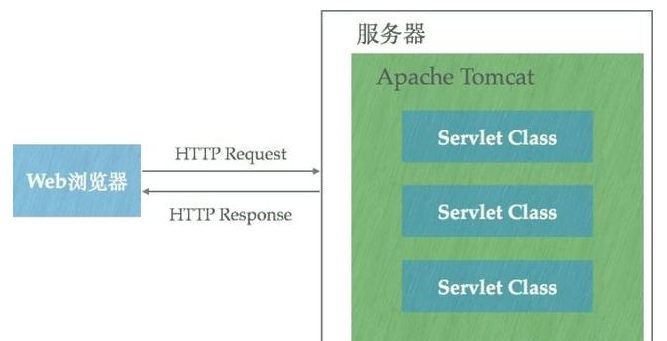 服务器
Apache Tomcat
Servlet Class
HTTP Request
Web浏览器
Servlet Class
HTTP Response
Servlet Class